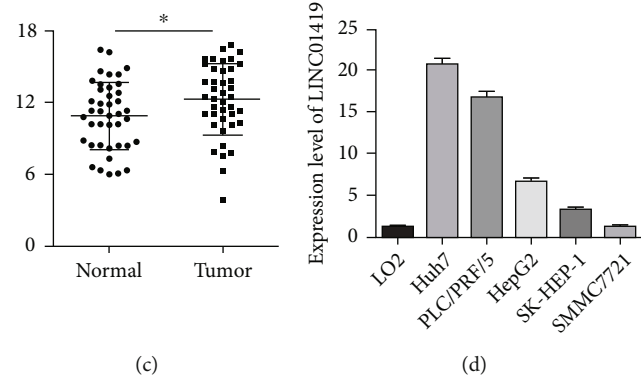 *
18
12
6
0
Normal
Tumor
(c)
Expression level of LINC01419
25
20
15
10
5
0
LO2
Huh7
PLC/PRF/5
HepG2
SK-HEP-1
SMMC7721
(d)